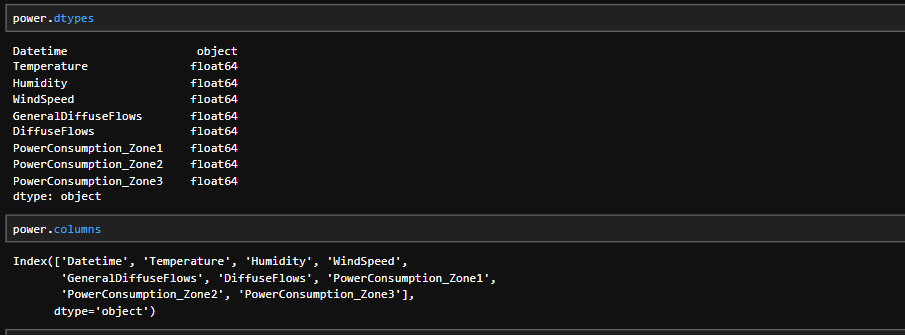 power.dtypes
Datetime object
Temperature float64
Humidity float64
WindSpeed float64
GeneralDiffuseFlows float64
DiffuseFlows float64
PowerConsumption_Zone1 float64
PowerConsumption_Zone2 float64
PowerConsumption_Zone3 float64
dtype: object
power.columns
Index(['Datetime', 'Temperature', 'Humidity', 'WindSpeed',
'GeneralDiffuseFlows', 'DiffuseFlows', 'PowerConsumption_Zone1',
'PowerConsumption_Zone2', 'PowerConsumption_Zone3'],
dtype='object')